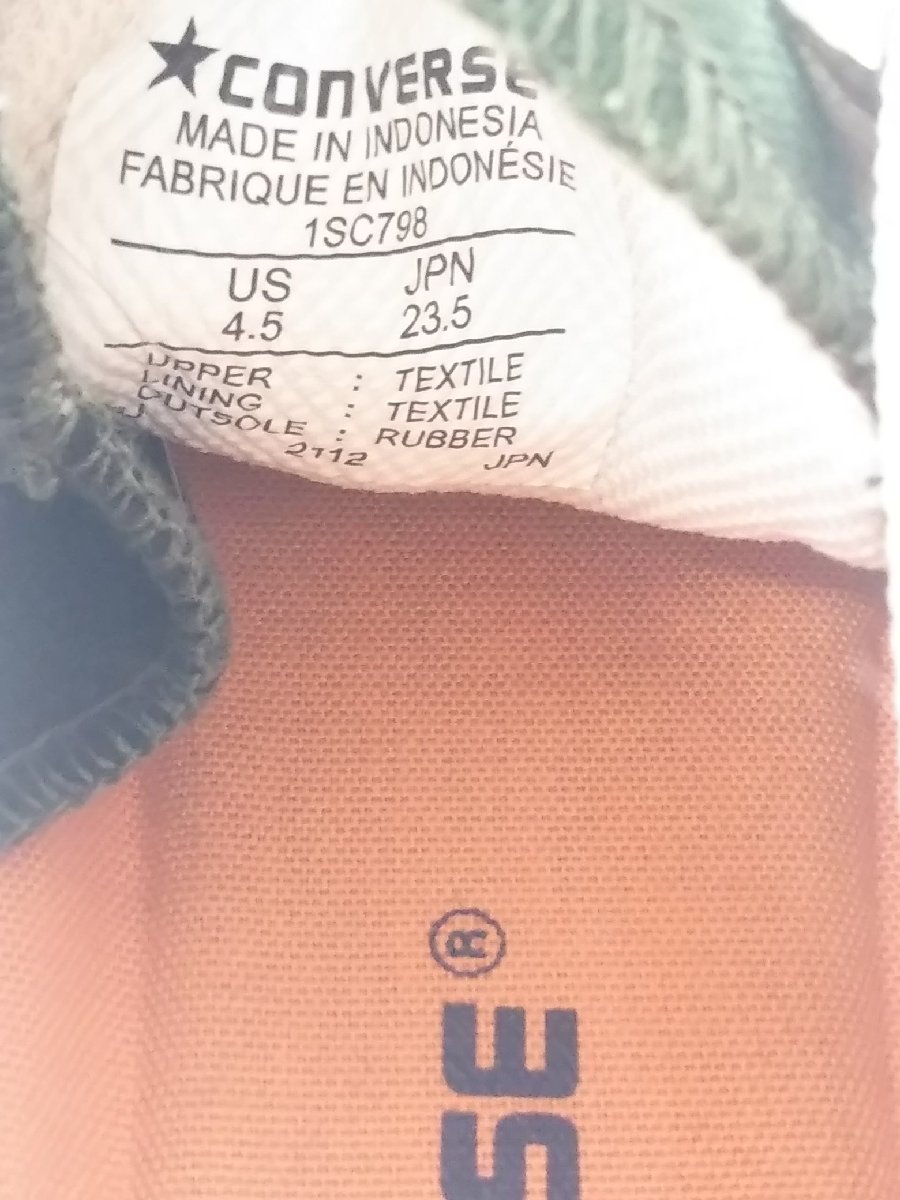 ★CONVERSE
MADE IN INDONESIA
FABRIQUE EN INDONÉSIE
1SC798
US JPN
4.5 23.5
UPPER : TEXTILE
LINING : TEXTILE
OUTSOLE : RUBBER
2112 JPN
SE®